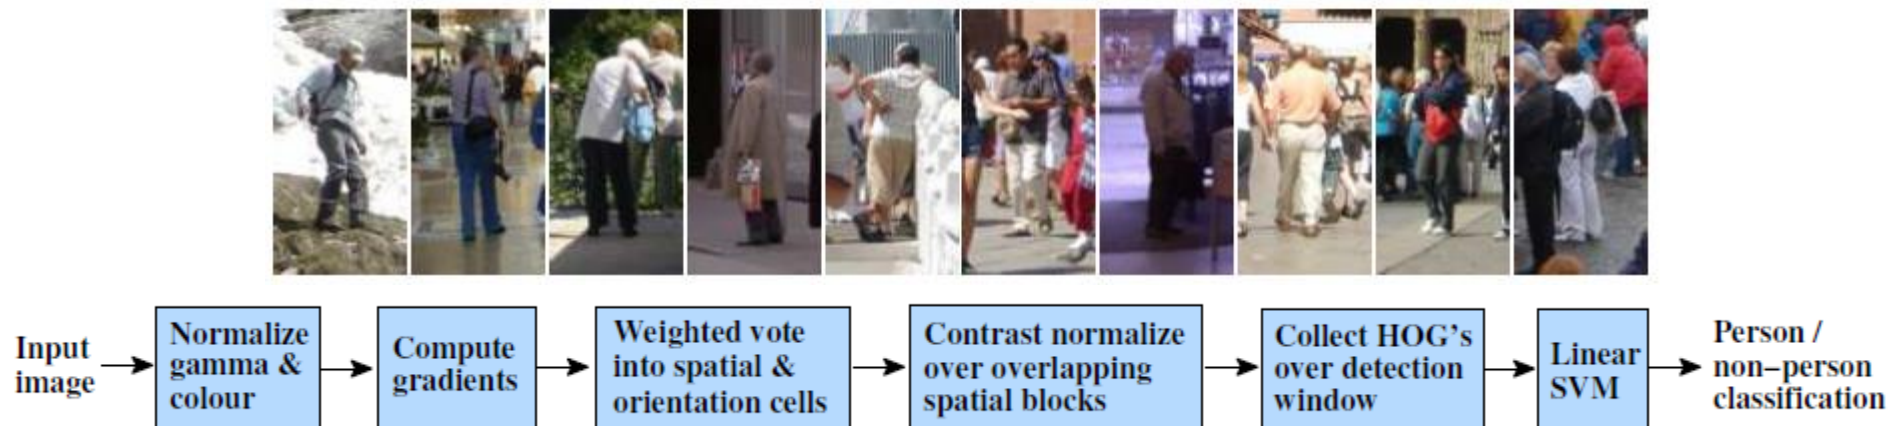 Input
image
Normalize
gamma &
colour
Compute
gradients
Weighted vote
into spatial &
orientation cells
Contrast normalize
over overlapping
spatial blocks
Collect HOG's
over detection
window
Linear
SVM
Person /
non–person
classification